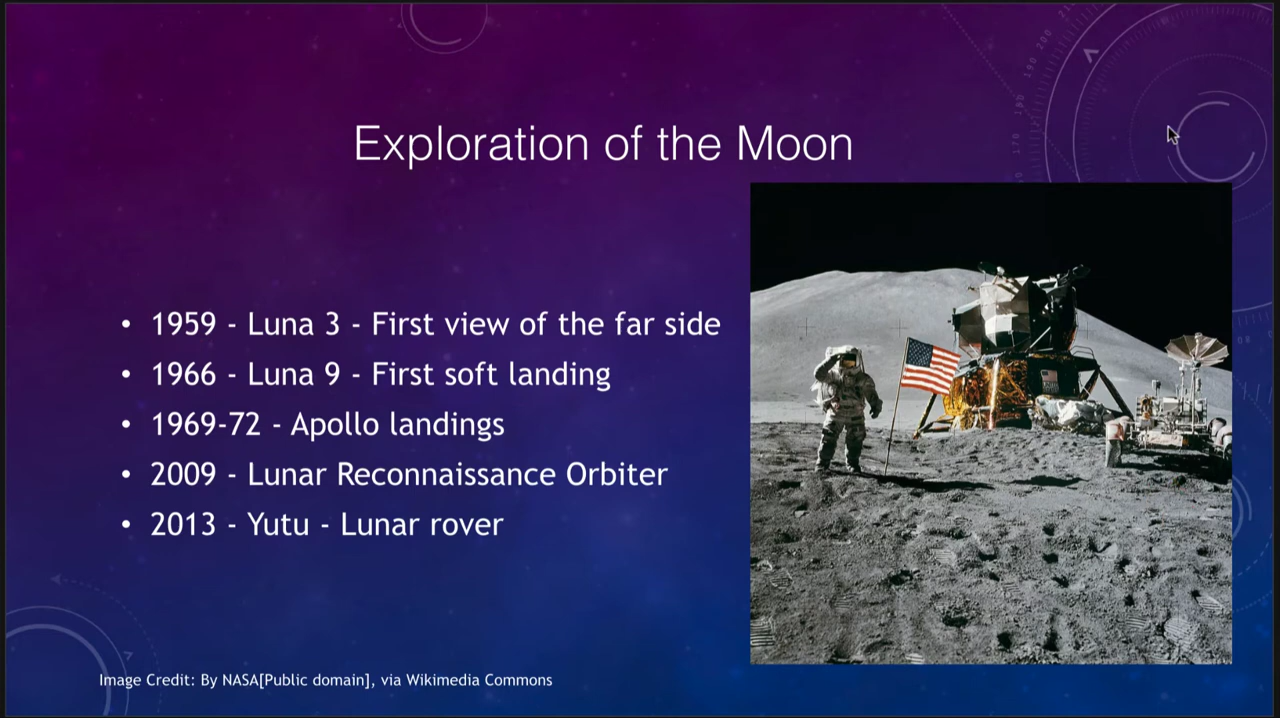 Exploration of the Moon
• 1959 - Luna 3 - First view of the far side
• 1966 - Luna 9 - First soft landing
• 1969-72 - Apollo landings
• 2009 - Lunar Reconnaissance Orbiter
• 2013 - Yutu - Lunar rover
Image Credit: By NASA[Public domain], via Wikimedia Commons